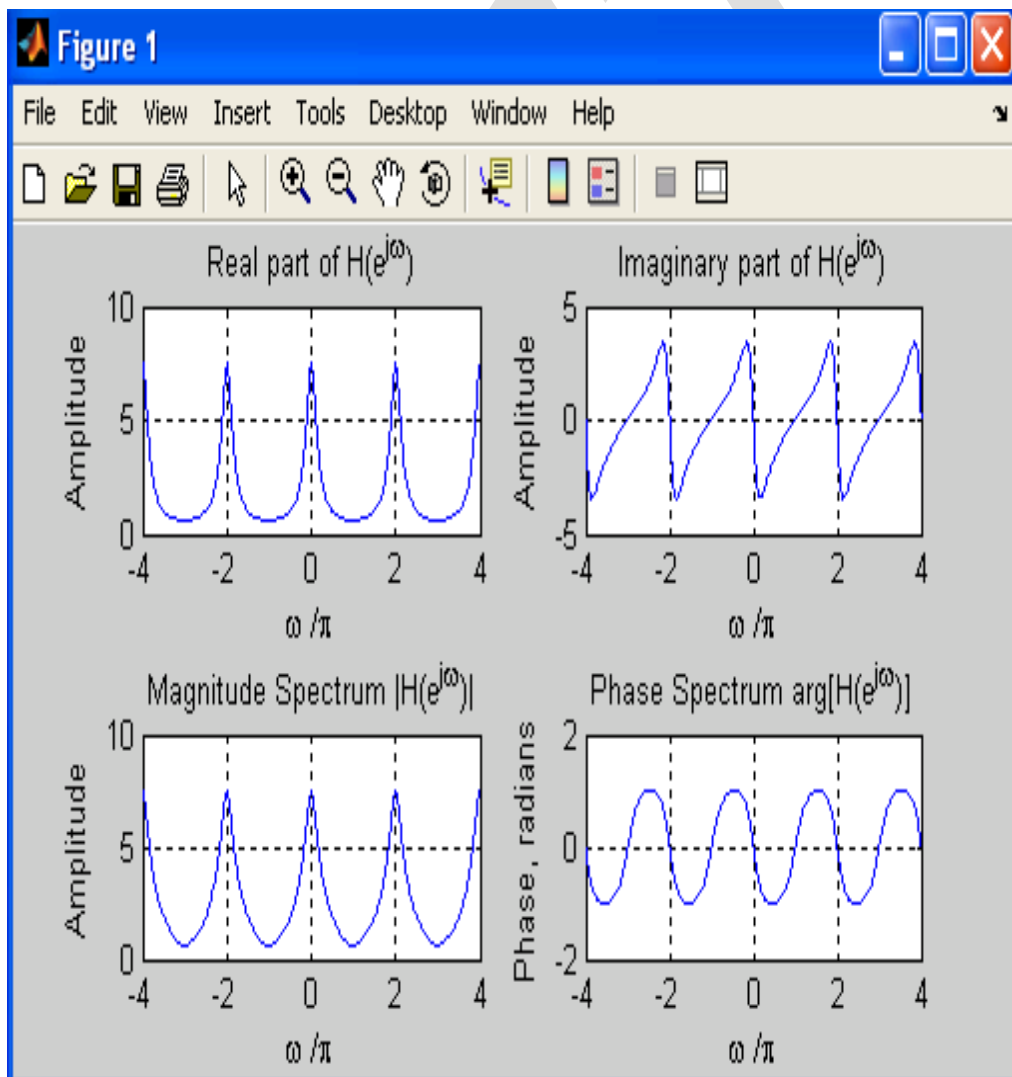 Figure 1
File Edit View Insert Tools Desktop Window Help
Real part of H(e^jω)
Amplitude
10
5
0
-4 -2 0 2 4
ω /π
Imaginary part of H(e^jω)
Amplitude
5
0
-5
-4 -2 0 2 4
ω /π
Magnitude Spectrum |H(e^jω)|
Amplitude
10
5
0
-4 -2 0 2 4
ω /π
Phase Spectrum arg[H(e^jω)]
Phase, radians
2
0
-2
-4 -2 0 2 4
ω /π